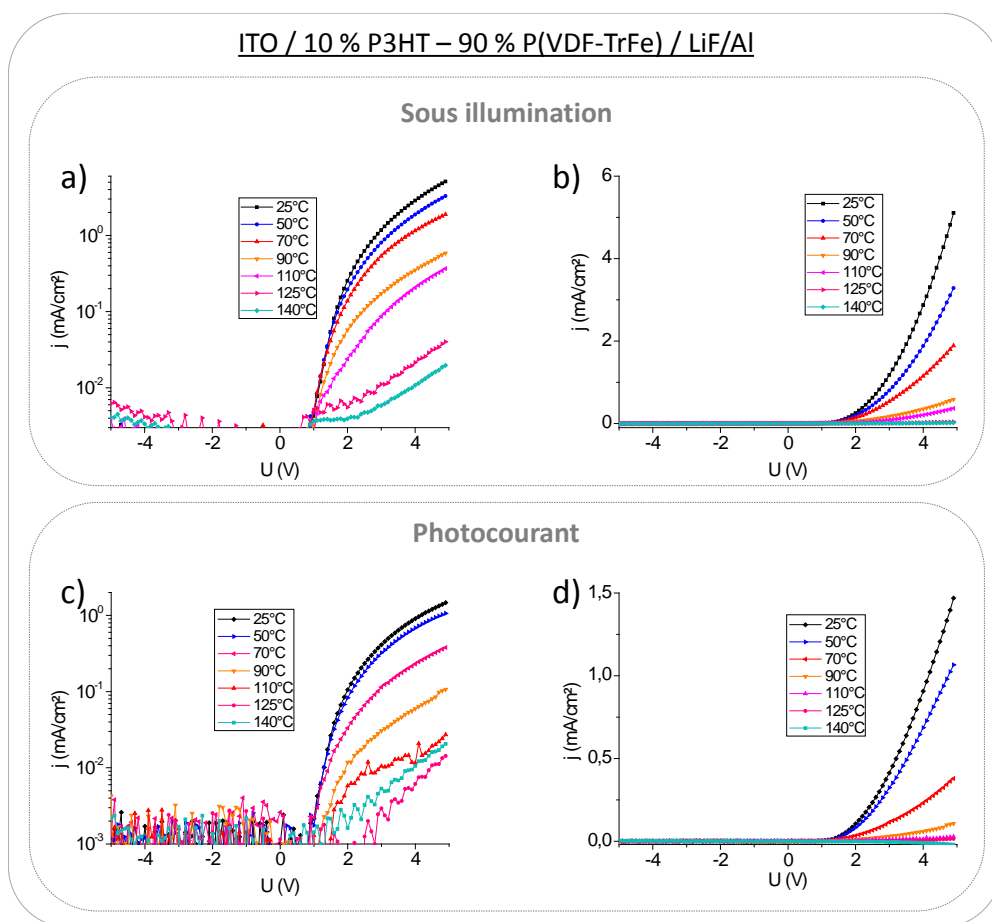 ITO / 10 % P3HT – 90 % P(VDF-TrFe) / LiF/Al
Sous illumination
a)
10⁰
10⁻¹
10⁻²
j (mA/cm²)
25°C
50°C
70°C
90°C
110°C
125°C
140°C
-4 -2 0 2 4
U (V)
b)
6
4
2
0
j (mA/cm²)
25°C
50°C
70°C
90°C
110°C
125°C
140°C
-4 -2 0 2 4
U (V)
Photocourant
c)
10⁰
10⁻¹
10⁻²
10⁻³
j (mA/cm²)
25°C
50°C
70°C
90°C
110°C
125°C
140°C
-4 -2 0 2 4
U (V)
d)
1,5
1,0
0,5
0,0
j (mA/cm²)
25°C
50°C
70°C
90°C
110°C
125°C
140°C
-4 -2 0 2 4
U (V)